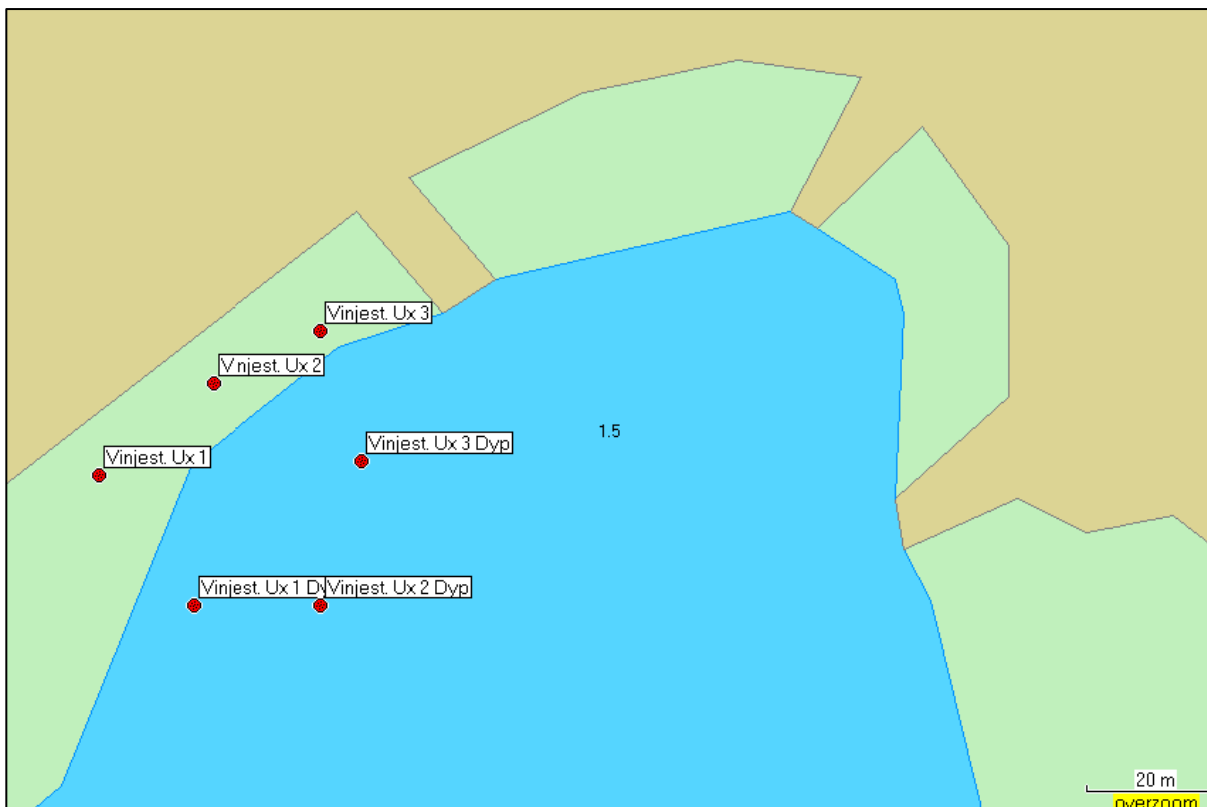 Vinjest. Ux 3
V njest. Ux 2
1.5
Vinjest. Ux 3 Dyp
Vinjest. Ux 1
Vinjest. Ux 1 Dy
Vinjest. Ux 2 Dyp
20 m
overzoom